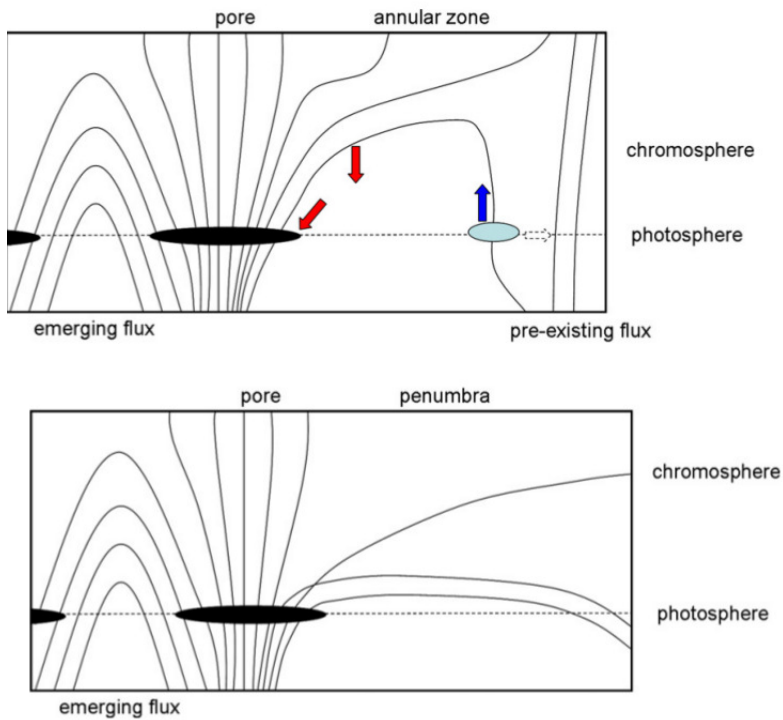 pore
annular zone
chromosphere
photosphere
emerging flux
pre-existing flux
pore
penumbra
chromosphere
photosphere
emerging flux